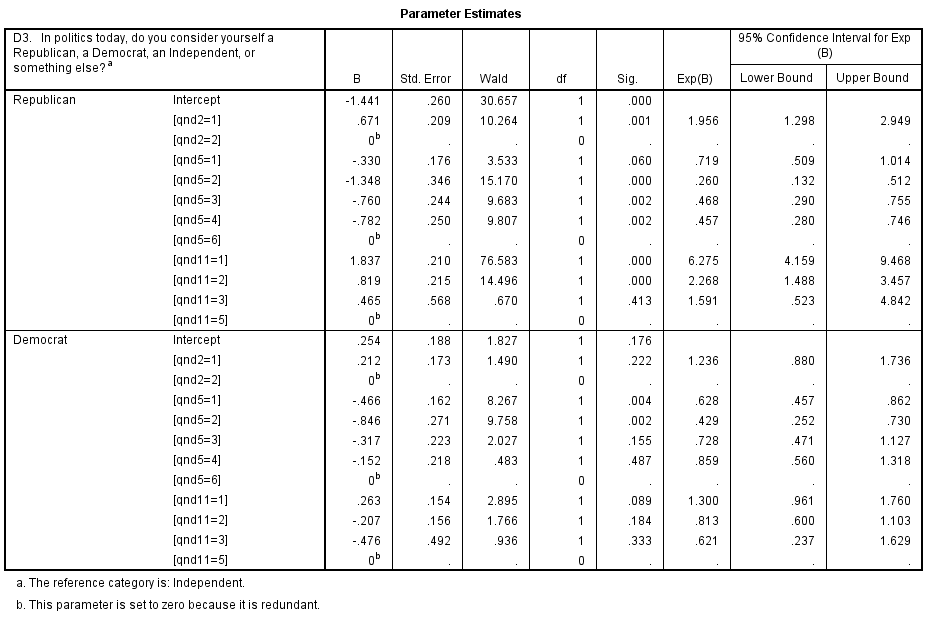 Parameter Estimates
D3. In politics today, do you consider yourself a
Republican, a Democrat, an Independent, or
something else? a
B Std. Error Wald df Sig. Exp(B) 95% Confidence Interval for Exp
(B)
Lower Bound Upper Bound
Republican Intercept -1.441 .260 30.657 1 .000
[qnd2=1] .671 .209 10.264 1 .001 1.956 1.298 2.949
[qnd2=2] 0b . . 0 . . . .
[qnd5=1] -.330 .176 3.533 1 .060 .719 .509 1.014
[qnd5=2] -1.348 .346 15.170 1 .000 .260 .132 .512
[qnd5=3] -.760 .244 9.683 1 .002 .468 .290 .755
[qnd5=4] -.782 .250 9.807 1 .002 .457 .280 .746
[qnd5=6] 0b . . 0 . . . .
[qnd11=1] 1.837 .210 76.583 1 .000 6.275 4.159 9.468
[qnd11=2] .819 .215 14.496 1 .000 2.268 1.488 3.457
[qnd11=3] .465 .568 .670 1 .413 1.591 .523 4.842
[qnd11=5] 0b . . 0 . . . .
Democrat Intercept .254 .188 1.827 1 .176
[qnd2=1] .212 .173 1.490 1 .222 1.236 .880 1.736
[qnd2=2] 0b . . 0 . . . .
[qnd5=1] -.466 .162 8.267 1 .004 .628 .457 .862
[qnd5=2] -.846 .271 9.758 1 .002 .429 .252 .730
[qnd5=3] -.317 .223 2.027 1 .155 .728 .471 1.127
[qnd5=4] -.152 .218 .483 1 .487 .859 .560 1.318
[qnd5=6] 0b . . 0 . . . .
[qnd11=1] .263 .154 2.895 1 .089 1.300 .961 1.760
[qnd11=2] -.207 .156 1.766 1 .184 .813 .600 1.103
[qnd11=3] -.476 .492 .936 1 .333 .621 .237 1.629
[qnd11=5] 0b . . 0 . . . .
a. The reference category is: Independent.
b. This parameter is set to zero because it is redundant.